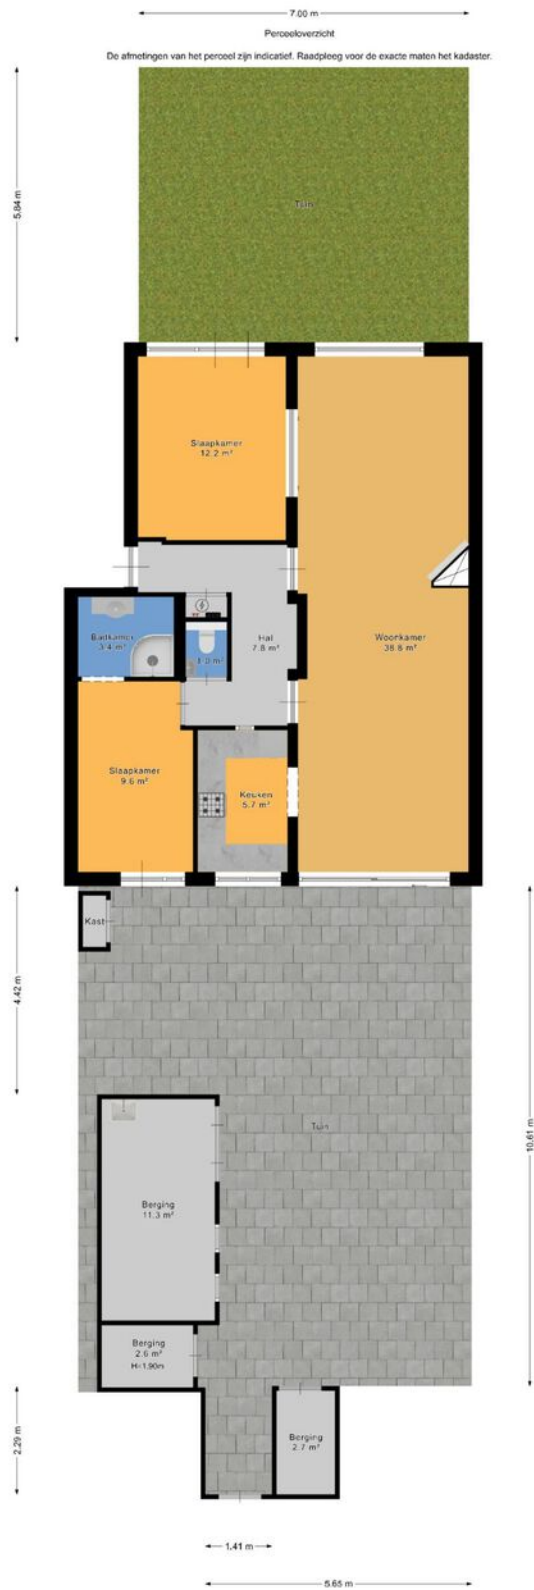 7.00 m
Perceeloverzicht
De afmetingen van het perceel zijn indicatief. Raadpleeg voor de exacte maten het kadaster.
5.84 m
Tuin
Slaapkamer
12.2 m²
Badkamer
3.4 m²
Hal
7.8 m²
Woonkamer
38.6 m²
Slaapkamer
9.6 m²
Keuken
5.7 m²
Kast
4.42 m
Tuin
10.61 m
Berging
11.3 m²
Berging
2.6 m²
H=1.90m
Berging
2.7 m²
2.29 m
1.41 m
5.65 m